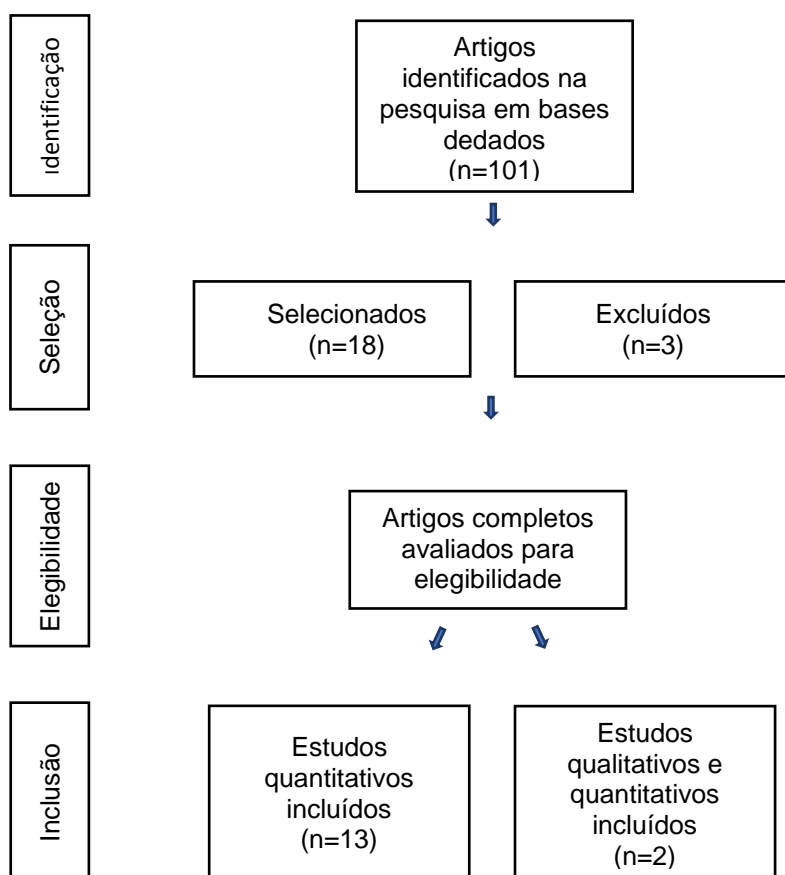 Identificação
Artigos
identificados na
pesquisa em bases
dedados
(n=101)
Seleção
Selecionados
(n=18)
Excluídos
(n=3)
Elegibilidade
Artigos completos
avaliados para
elegibilidade
Inclusão
Estudos
quantitativos
incluídos
(n=13)
Estudos
qualitativos e
quantitativos
incluídos
(n=2)